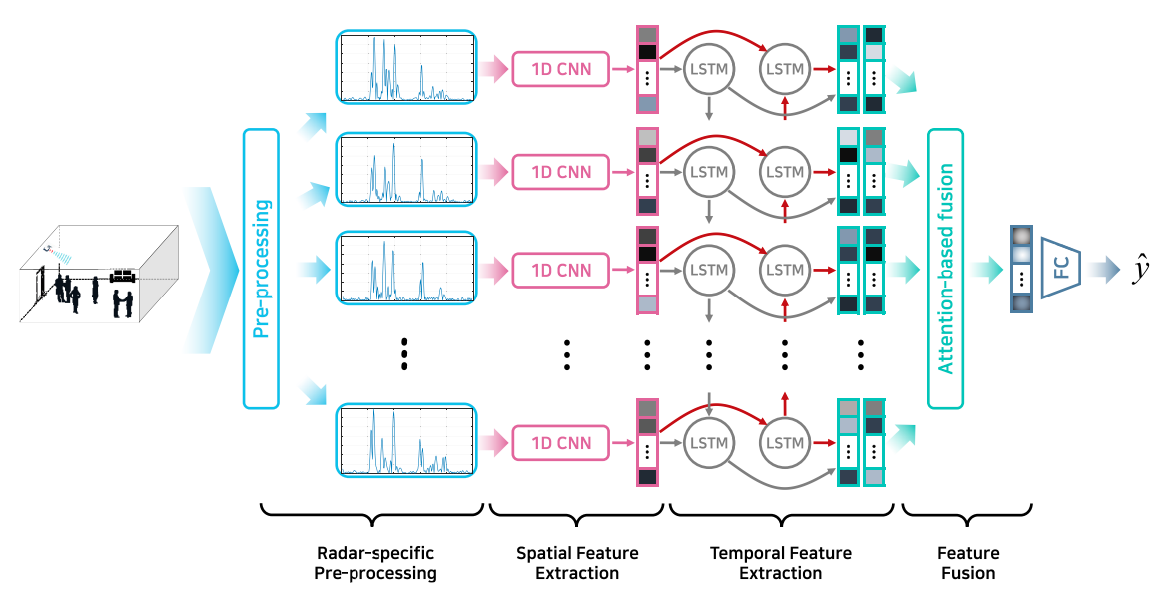 Pre-processing
1D CNN
LSTM
LSTM
1D CNN
LSTM
LSTM
1D CNN
LSTM
LSTM
1D CNN
LSTM
LSTM
Attention-based fusion
FC
ŷ
Radar-specific
Pre-processing
Spatial Feature
Extraction
Temporal Feature
Extraction
Feature
Fusion